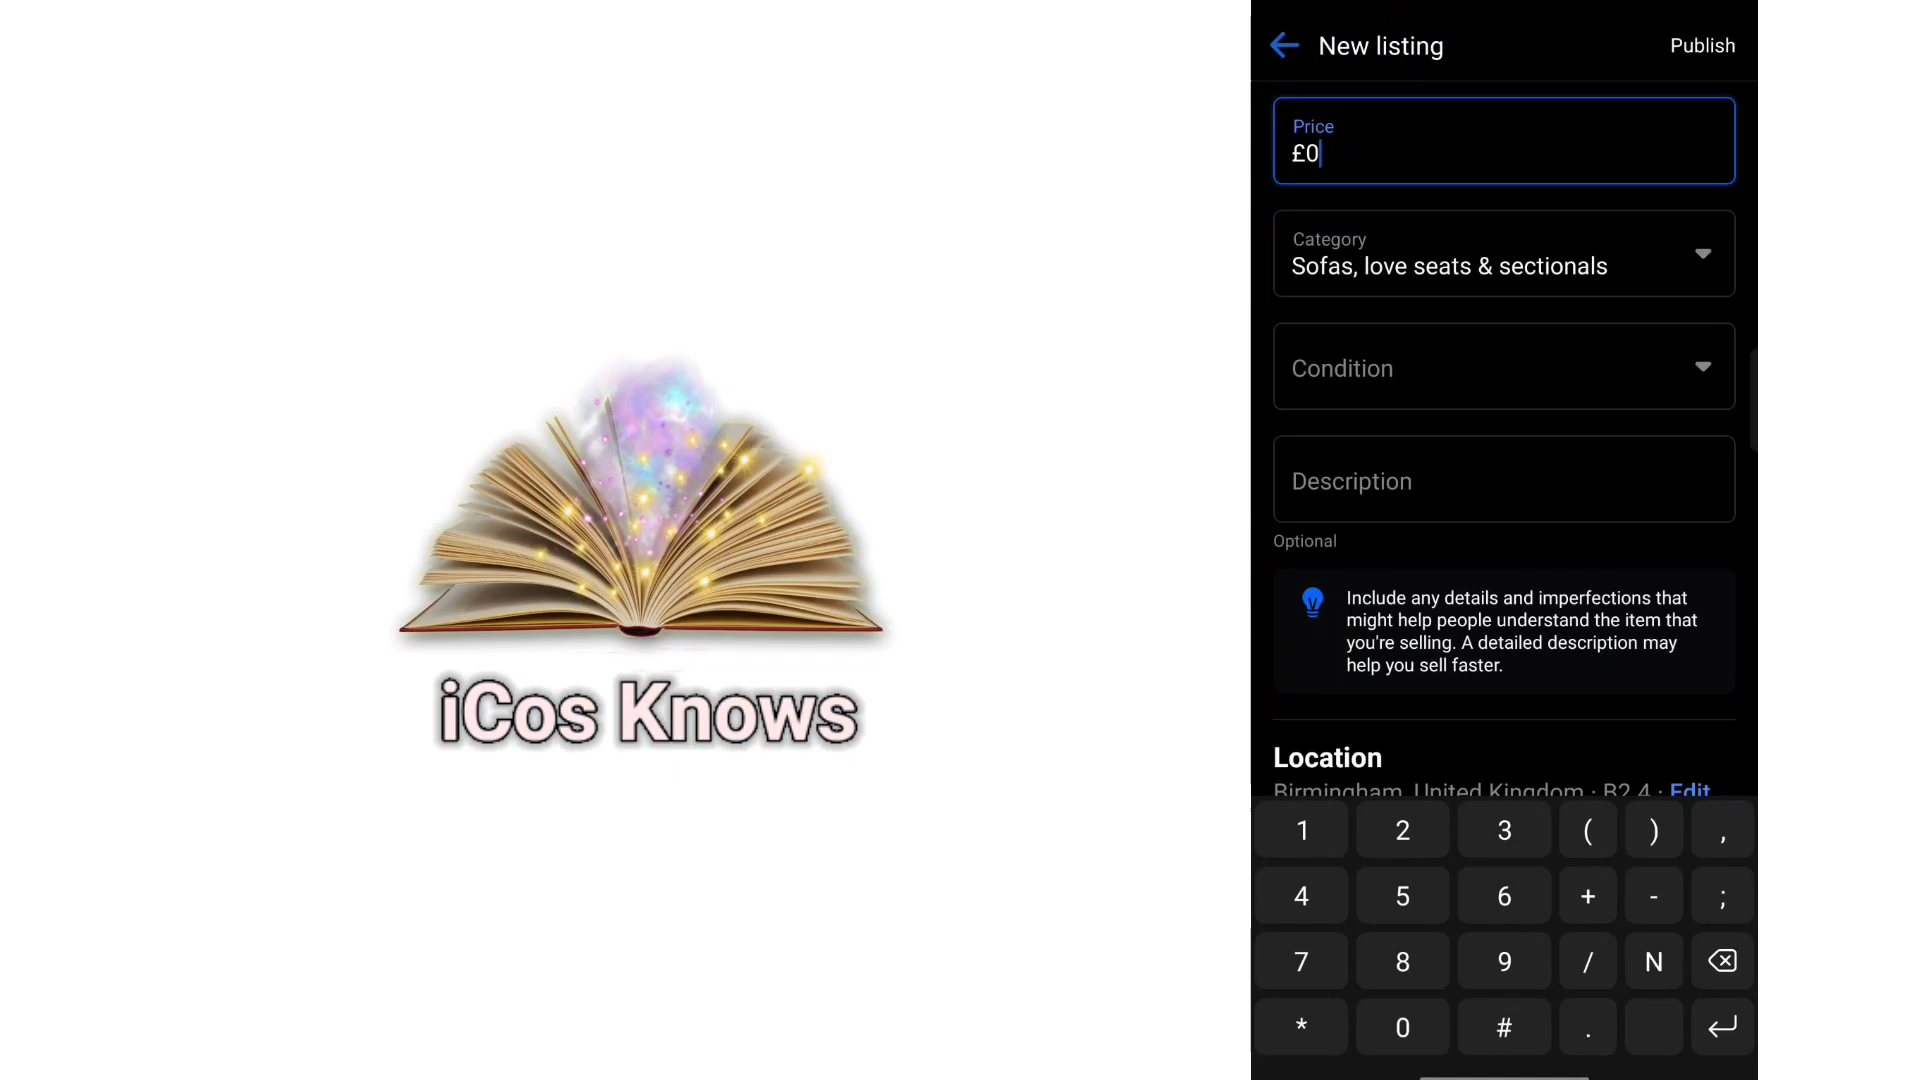 iCos Knows
New listing
Publish
Price
£0
Category
Sofas, love seats & sectionals
Condition
Description
Optional
Include any details and imperfections that
might help people understand the item that
you're selling. A detailed description may
help you sell faster.
Location
Birmingham, United Kingdom · B2 4 · Edit
1 2 3 ( ) ,
4 5 6 + - ;
7 8 9 / N
* 0 # .